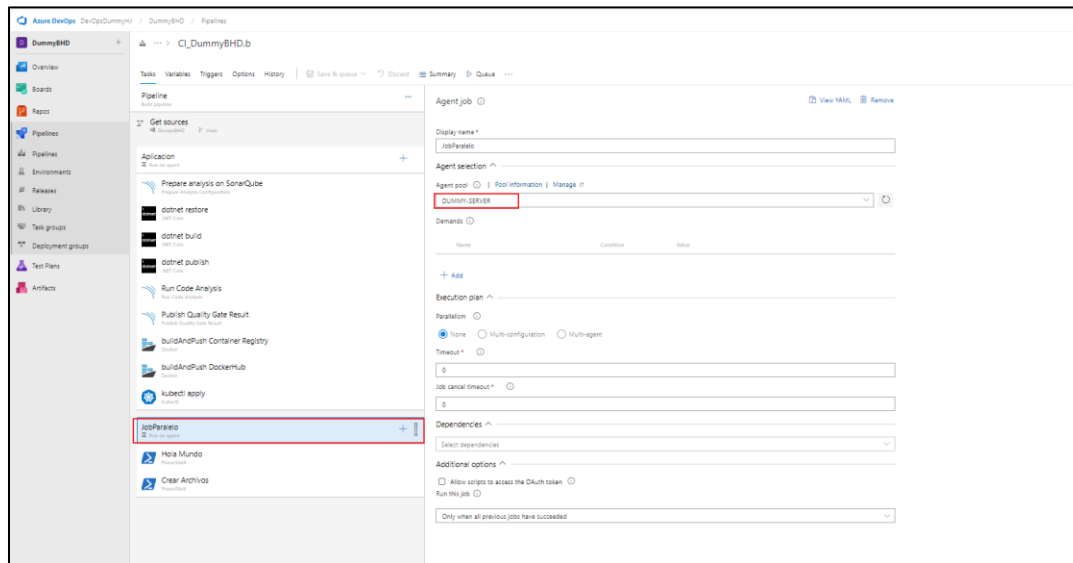 Azure DevOps DevOpsDummyHJ / DummyBHD / Pipelines
DummyBHD +
Overview
Boards
Repos
Pipelines
Pipelines
Environments
Releases
Library
Task groups
Deployment groups
Test Plans
Artifacts
... > CI_DummyBHD.b
Tasks Variables Triggers Options History Save & queue Discard Summary Queue ...
Pipeline ...
Build pipeline
Get sources
Aplicacion +
Run on agent
Prepare analysis on SonarQube
Prepare Analysis Configuration
dotnet restore
.NET Core
dotnet build
.NET Core
dotnet publish
.NET Core
Run Code Analysis
Run Code Analysis
Publish Quality Gate Result
Publish Quality Gate Result
buildAndPush Container Registry
Docker
buildAndPush DockerHub
Docker
kubectl apply
Kubectl
JobParalelo +
Run on agent
Hola Mundo
PowerShell
Crear Archivos
PowerShell
Agent job View YAML Remove
Display name *
JobParalelo
Agent selection
Agent pool | Pool information | Manage
DUMMY-SERVER
Demands
Name Condition Value
+ Add
Execution plan
Parallelism
None Multi-configuration Multi-agent
Timeout *
0
Job cancel timeout *
0
Dependencies
Select dependencies
Additional options
Allow scripts to access the OAuth token
Run this job
Only when all previous jobs have succeeded